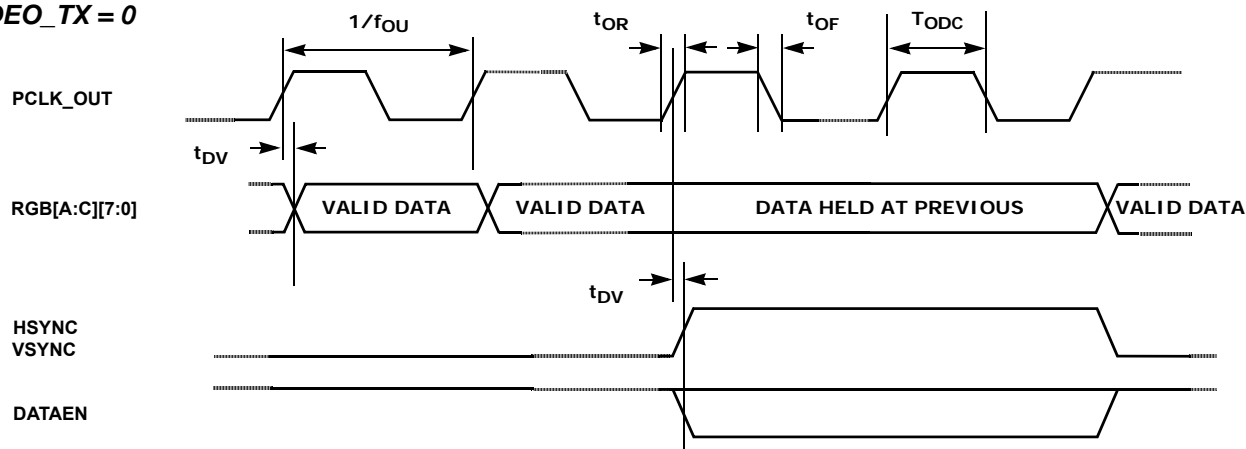 DEO_TX = 0
1/fOU
tOR
tOF
TODC
PCLK_OUT
tDV
RGB[A:C][7:0]
VALID DATA
VALID DATA
DATA HELD AT PREVIOUS
VALID DATA
tDV
HSYNC
VSYNC
DATAEN